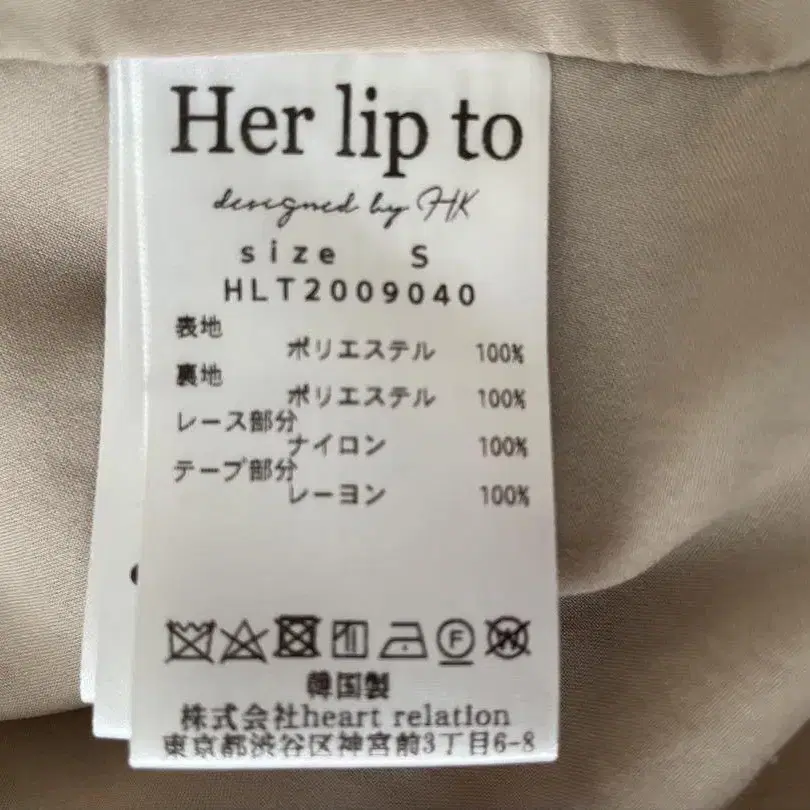 Her lip to
designed by HK
size S
HLT2009040
表地
ポリエステル 100%
裏地
ポリエステル 100%
レース部分
ナイロン 100%
テープ部分
レーヨン 100%
F W
韓国製
株式会社heart relation
東京都渋谷区神宮前3丁目6-8